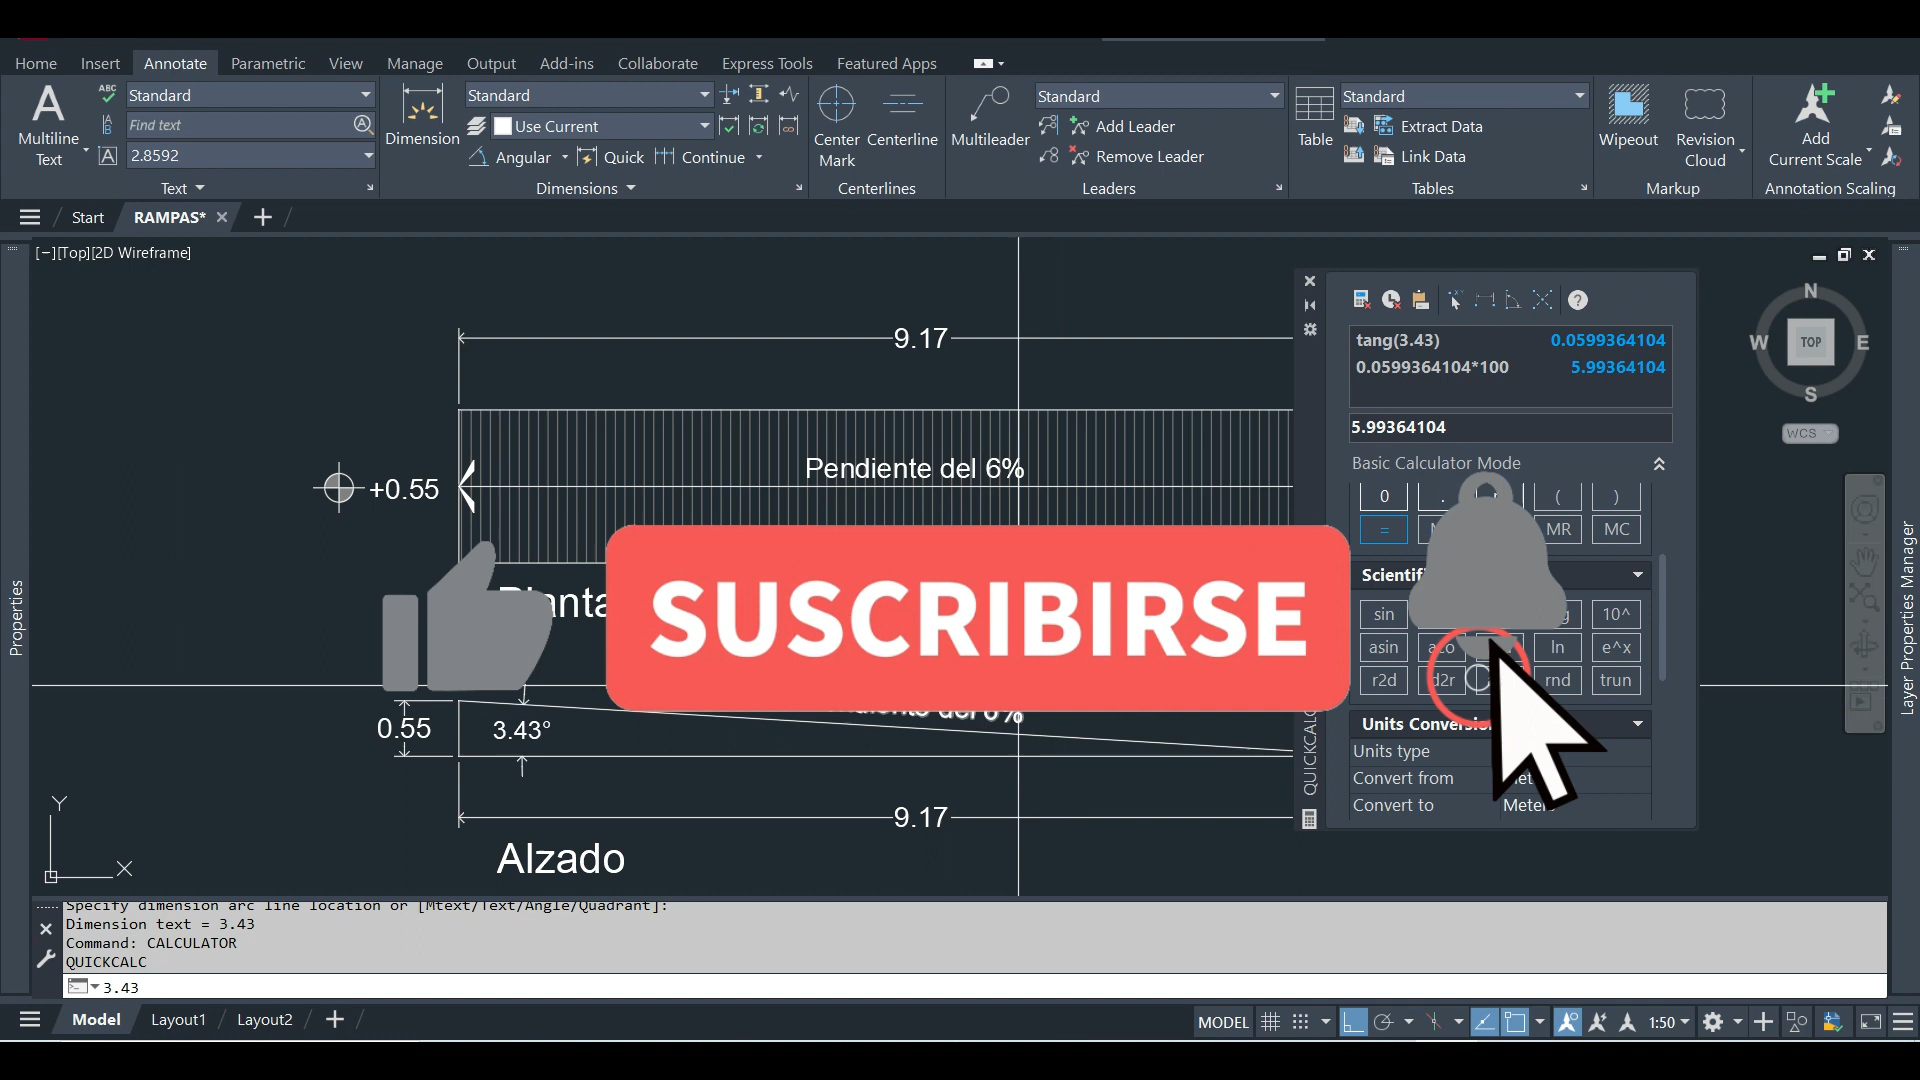 Home Insert Annotate Parametric View Manage Output Add-ins Collaborate Express Tools Featured Apps
Multiline Text
ABC
Standard
Find text
2.8592
Text
Dimension
Standard
Use Current
Angular Quick Continue
Dimensions
Center Mark
Centerline
Centerlines
Multileader
Standard
Add Leader
Remove Leader
Leaders
Table
Standard
Extract Data
Link Data
Tables
Wipeout
Revision Cloud
Markup
Add Current Scale
Annotation Scaling
Start RAMPAS*
[−][Top][2D Wireframe]
N
W TOP E
S
WCS
9.17
Pendiente del 6%
+0.55
Planta
SUSCRIBIRSE
del 6%
0.55
3.43°
9.17
Alzado
Y
X
Properties
Layer Properties Manager
tang(3.43) 0.0599364104
0.0599364104*100 5.99364104
5.99364104
Basic Calculator Mode
0 . ( )
= MR MC
sin 10^
asin ln e^x
r2d d2r rnd trun
Units type
Convert from
Convert to Meters
Specify dimension arc line location or [Mtext/Text/Angle/Quadrant]:
Dimension text = 3.43
Command: CALCULATOR
QUICKCALC
3.43
Model Layout1 Layout2
MODEL 1:50